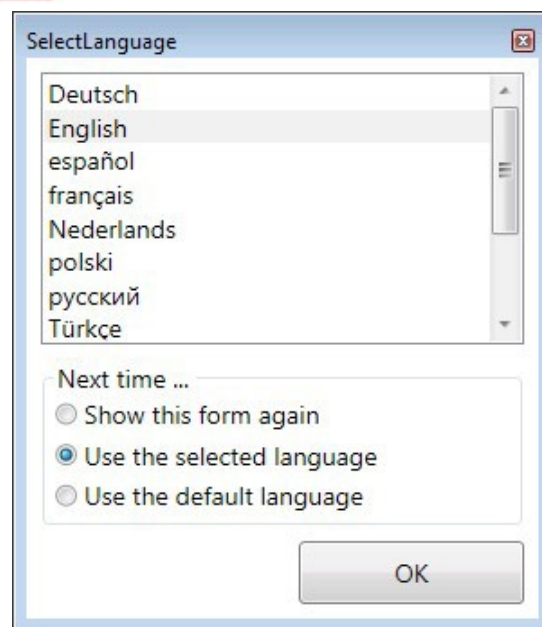 SelectLanguage
Deutsch
English
español
français
Nederlands
polski
русский
Türkçe
Next time ...
Show this form again
Use the selected language
Use the default language
OK